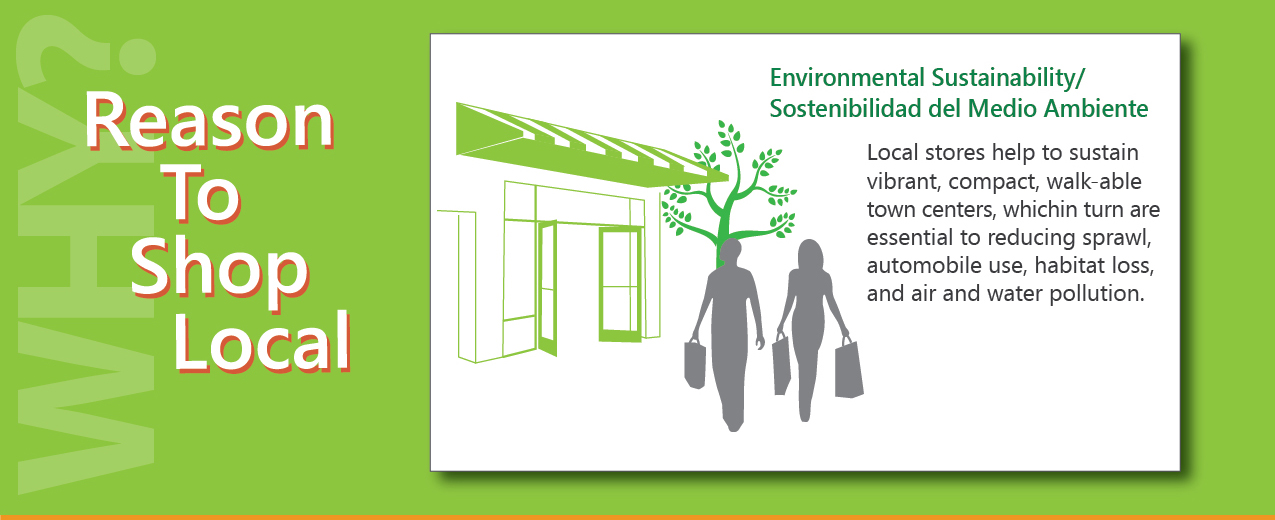 WHY?
Reason
To
Shop
Local
Environmental Sustainability/
Sostenibilidad del Medio Ambiente
Local stores help to sustain
vibrant, compact, walk-able
town centers, whichin turn are
essential to reducing sprawl,
automobile use, habitat loss,
and air and water pollution.